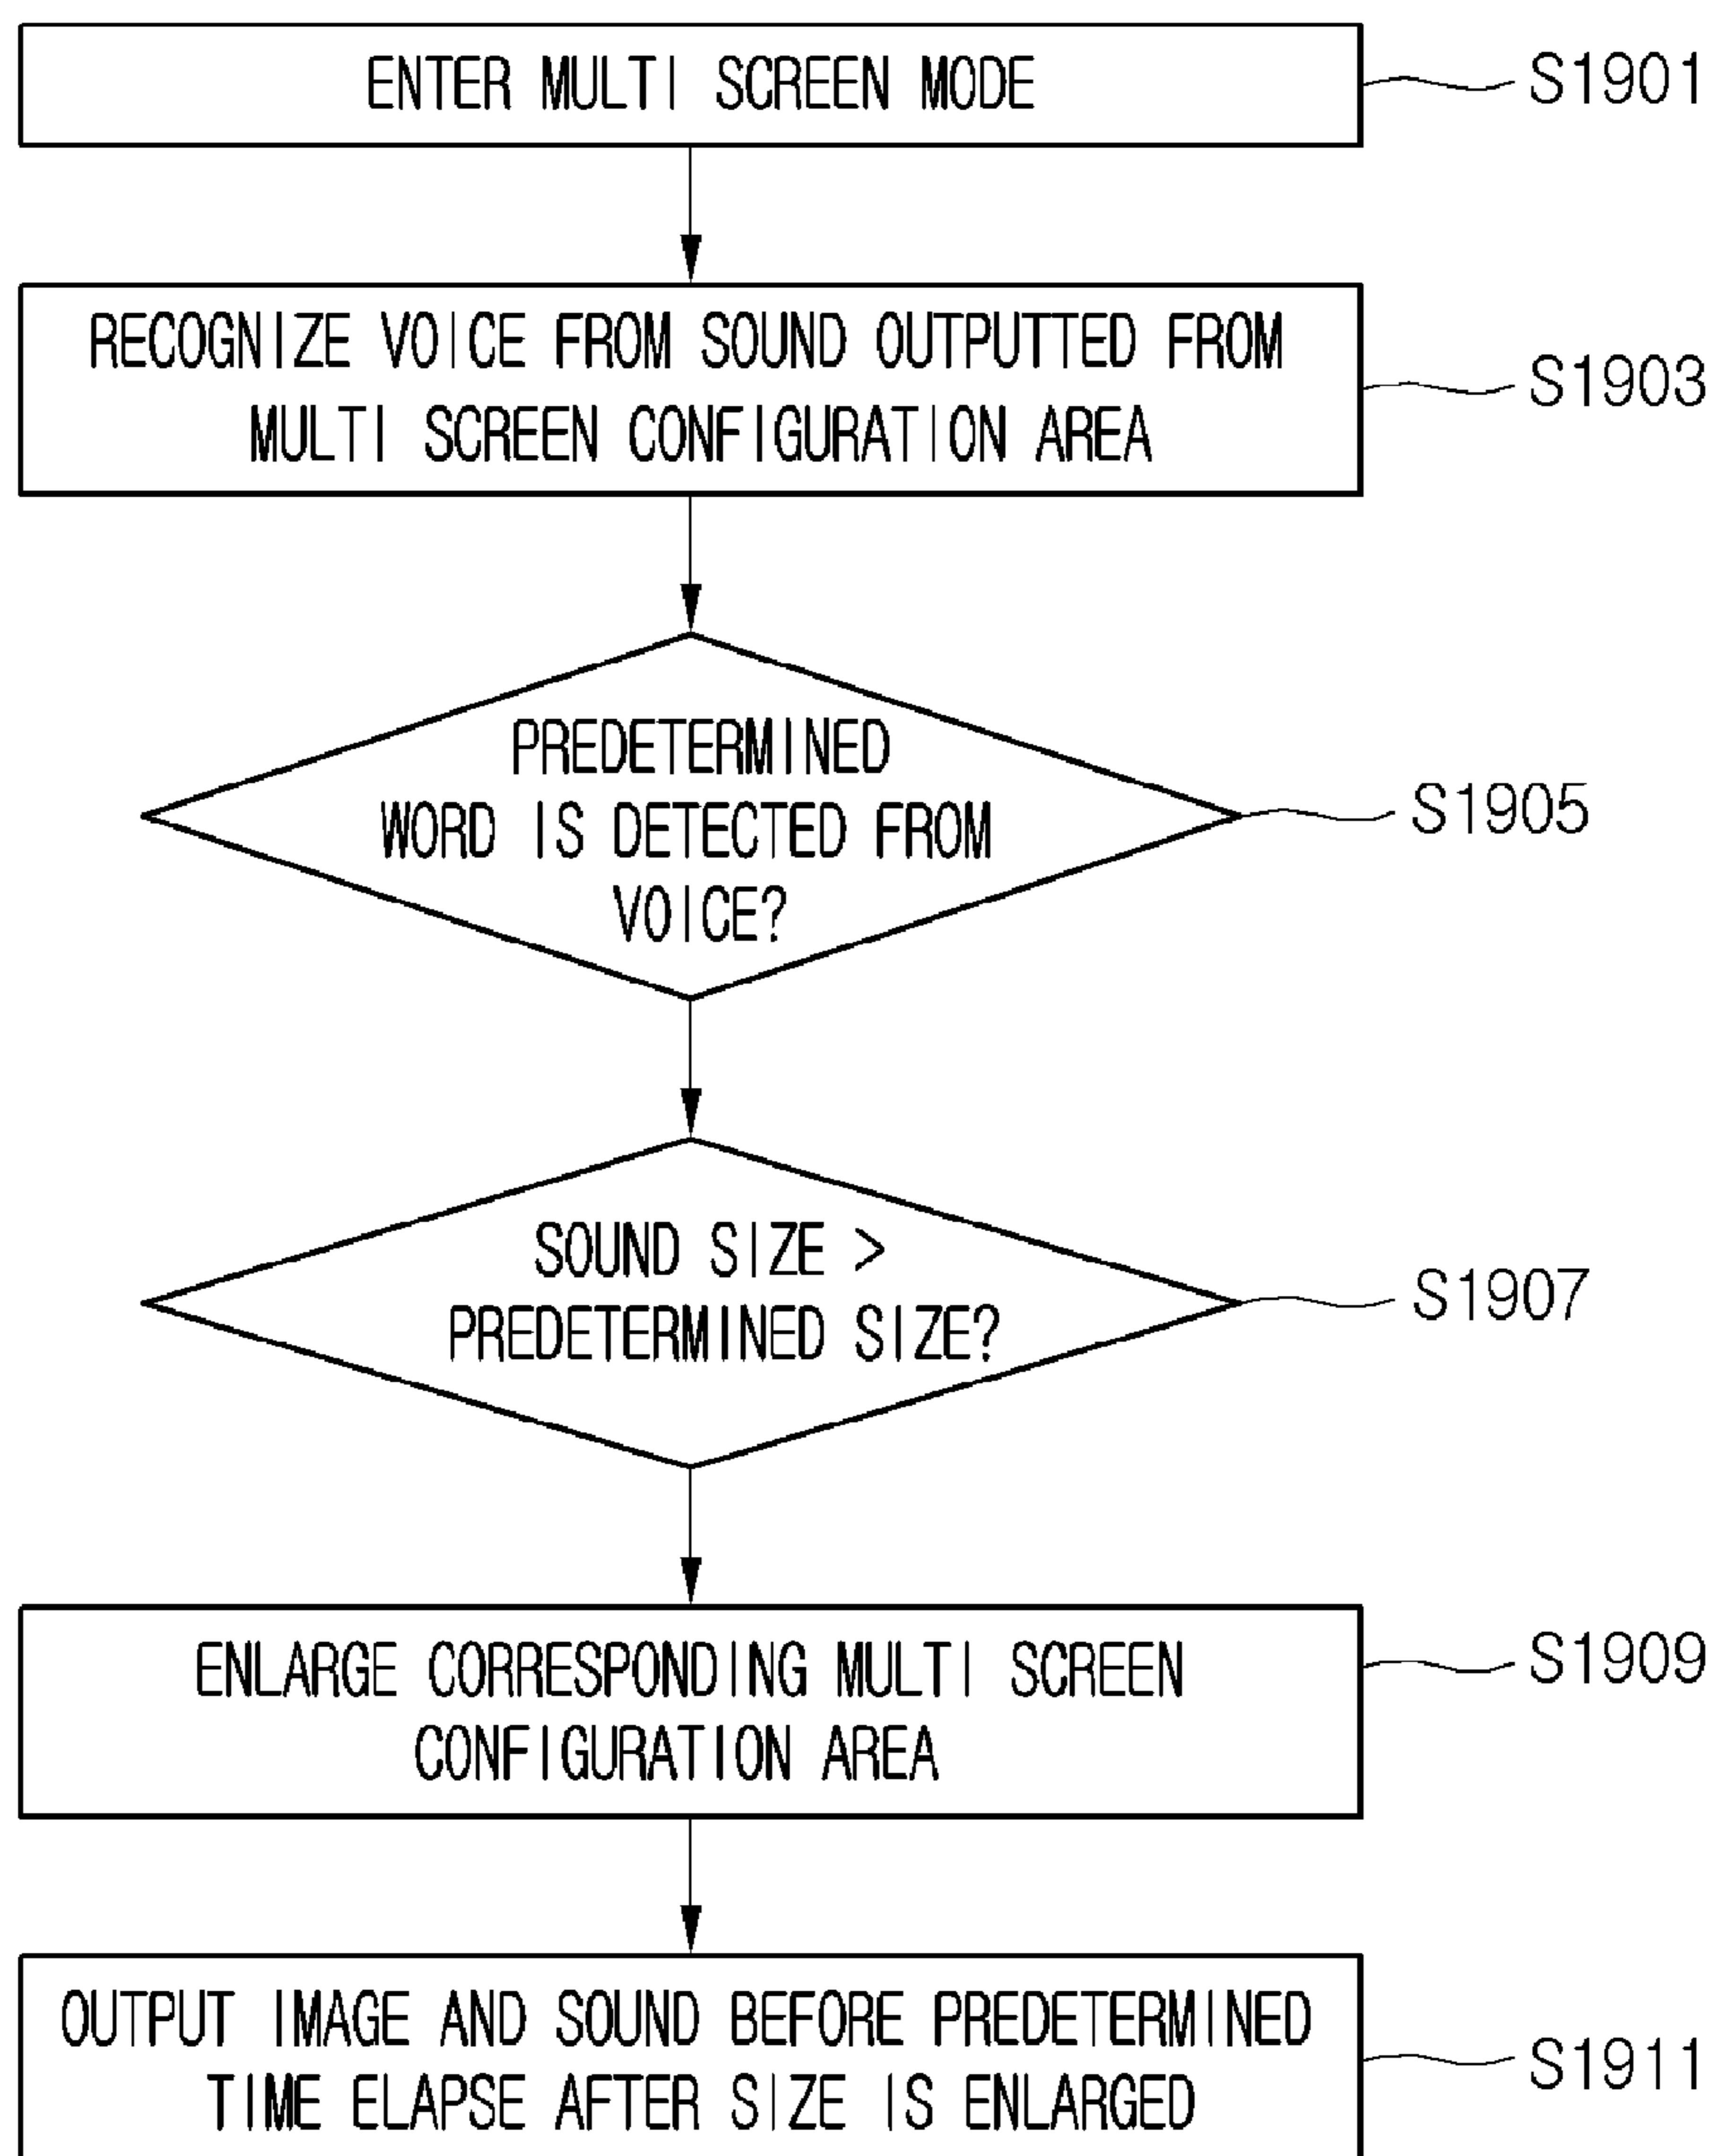 ENTER MULTI SCREEN MODE
S1901
RECOGNIZE VOICE FROM SOUND OUTPUTTED FROM
MULTI SCREEN CONFIGURATION AREA
S1903
PREDETERMINED
WORD IS DETECTED FROM
VOICE?
S1905
SOUND SIZE >
PREDETERMINED SIZE?
S1907
ENLARGE CORRESPONDING MULTI SCREEN
CONFIGURATION AREA
S1909
OUTPUT IMAGE AND SOUND BEFORE PREDETERMINED
TIME ELAPSE AFTER SIZE IS ENLARGED
S1911